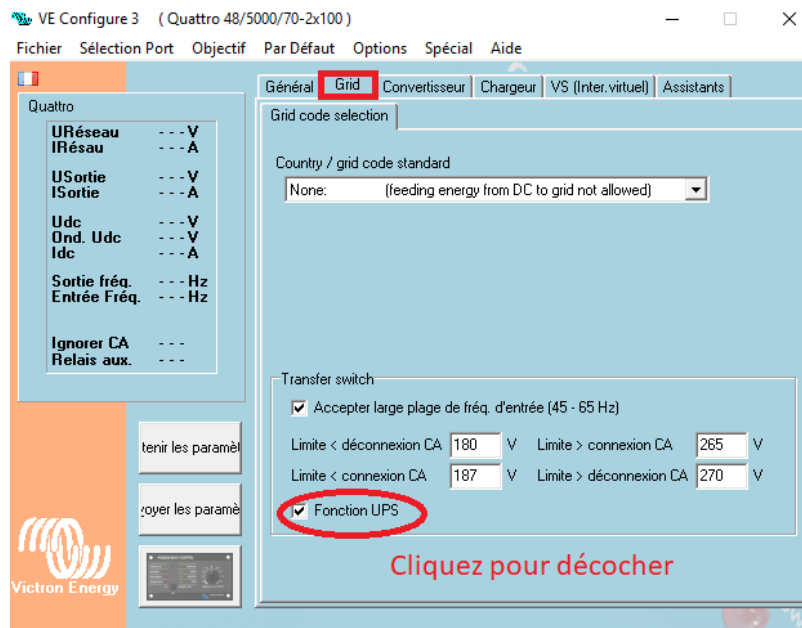 VE Configure 3 ( Quattro 48/5000/70-2x100 )
Fichier Sélection Port Objectif Par Défaut Options Spécial Aide
Général Grid Convertisseur Chargeur VS (Inter.virtuel) Assistants
Grid code selection
Quattro
URéseau - - - V
IRésau - - - A
USortie - - - V
ISortie - - - A
Udc - - - V
Ond. Udc - - - V
Idc - - - A
Sortie fréq. - - - Hz
Entrée Fréq. - - - Hz
Ignorer CA - - -
Relais aux. - - -
Country / grid code standard
None: (feeding energy from DC to grid not allowed)
Transfer switch
Accepter large plage de fréq. d'entrée (45 - 65 Hz)
Limite < déconnexion CA 180 V Limite > connexion CA 265 V
Limite < connexion CA 187 V Limite > déconnexion CA 270 V
Fonction UPS
Cliquez pour décocher
tenir les paramèt
voyer les paramè
Victron Energy